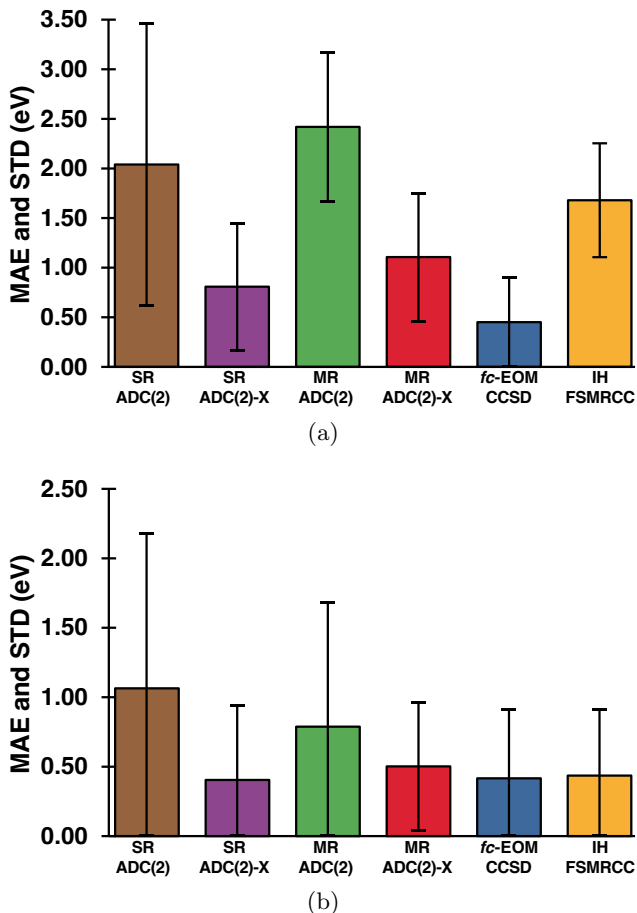 MAE and STD (eV)
3.50
3.00
2.50
2.00
1.50
1.00
0.50
0.00
SR ADC(2)
SR ADC(2)-X
MR ADC(2)
MR ADC(2)-X
fc-EOM CCSD
IH FSMRCC
(a)
MAE and STD (eV)
2.50
2.00
1.50
1.00
0.50
0.00
SR ADC(2)
SR ADC(2)-X
MR ADC(2)
MR ADC(2)-X
fc-EOM CCSD
IH FSMRCC
(b)